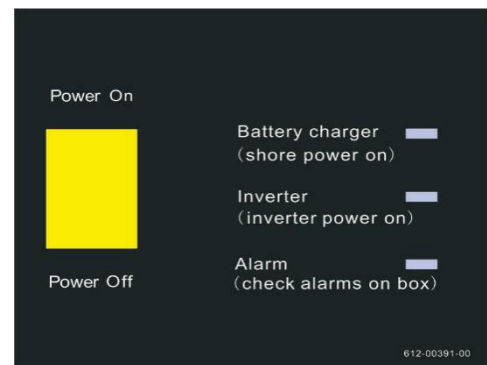 Power On
Battery charger
(shore power on)
Inverter
(inverter power on)
Alarm
(check alarms on box)
Power Off
612-00391-00